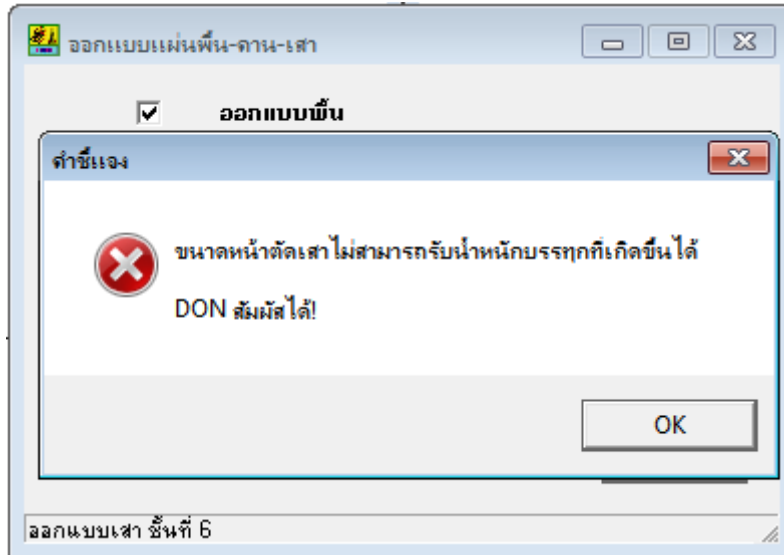 ออกแบบแผ่นพื้น-คาน-เสา
ออกแบบพื้น
คำชี้แจง
ขนาดหน้าตัดเสาไม่สามารถรับน้ำหนักบรรทุกที่เกิดขึ้นได้
DON สัมผัสได้!
OK
ออกแบบเสา ชั้นที่ 6